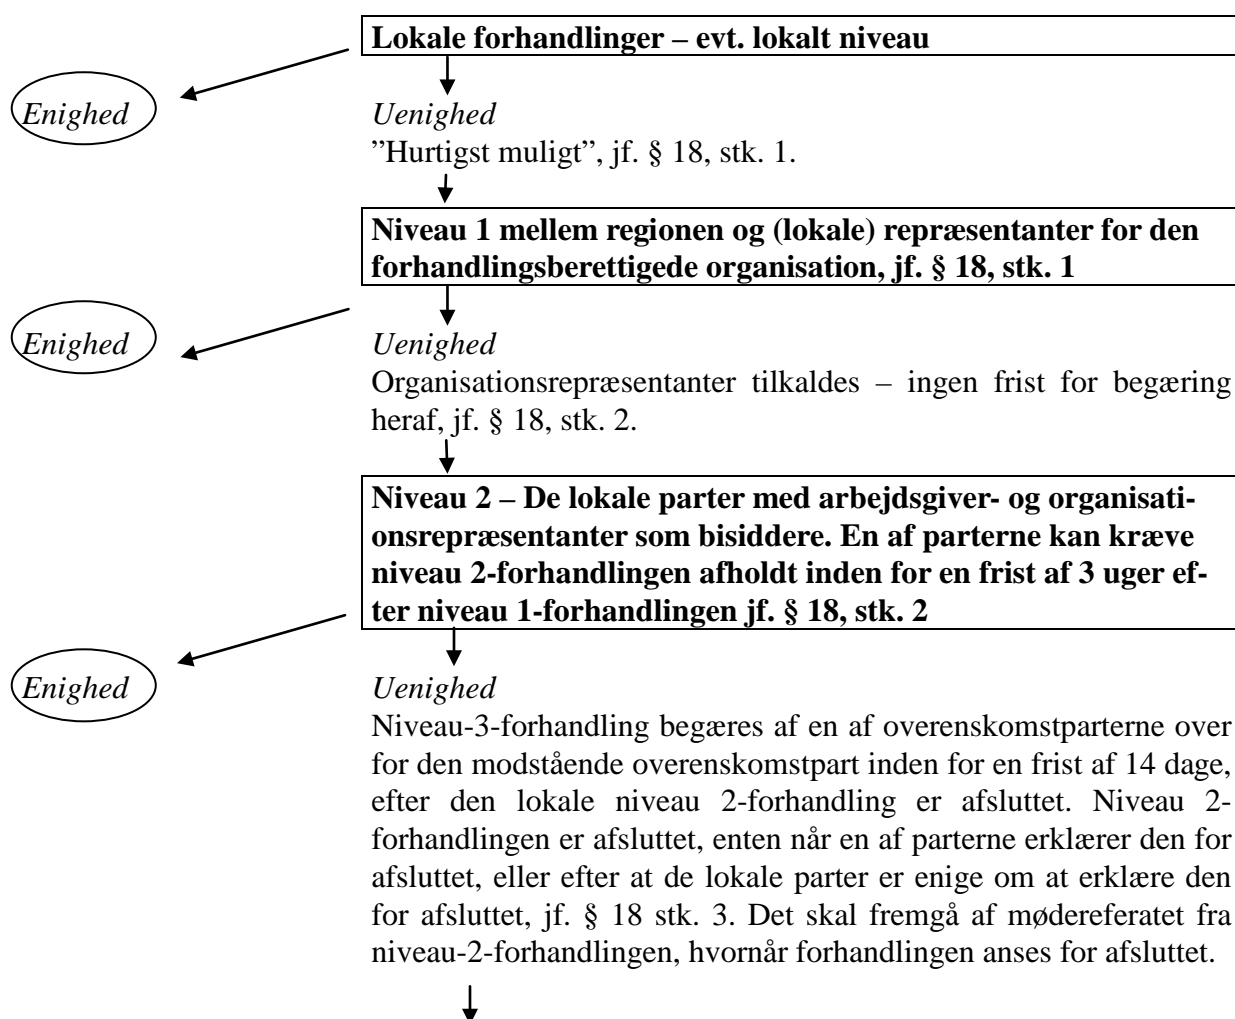 Lokale forhandlinger – evt. lokalt niveau
Enighed
Uenighed
”Hurtigst muligt”, jf. § 18, stk. 1.
Niveau 1 mellem regionen og (lokale) repræsentanter for den
forhandlingsberettigede organisation, jf. § 18, stk. 1
Enighed
Uenighed
Organisationsrepræsentanter tilkaldes – ingen frist for begæring
heraf, jf. § 18, stk. 2.
Niveau 2 – De lokale parter med arbejdsgiver- og organisati-
onsrepræsentanter som bisiddere. En af parterne kan kræve
niveau 2-forhandlingen afholdt inden for en frist af 3 uger ef-
ter niveau 1-forhandlingen jf. § 18, stk. 2
Enighed
Uenighed
Niveau-3-forhandling begæres af en af overenskomstparterne over
for den modstående overenskomstpart inden for en frist af 14 dage,
efter den lokale niveau 2-forhandling er afsluttet. Niveau 2-
forhandlingen er afsluttet, enten når en af parterne erklærer den for
afsluttet, eller efter at de lokale parter er enige om at erklære den
for afsluttet, jf. § 18 stk. 3. Det skal fremgå af mødereferatet fra
niveau-2-forhandlingen, hvornår forhandlingen anses for afsluttet.